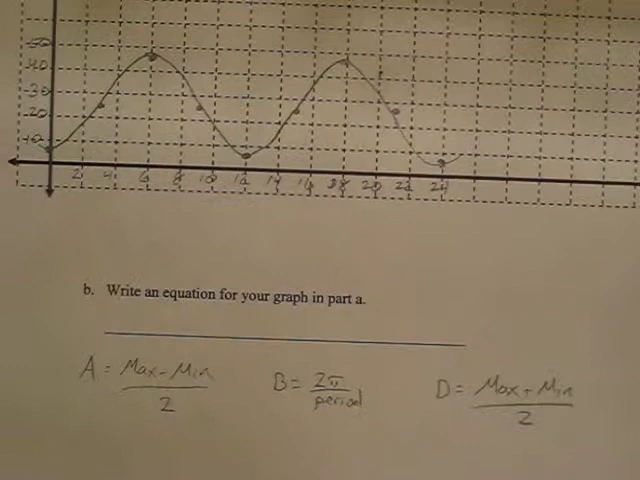 50
40
30
20
10
2 4 6 8 10 12 14 16 18 20 22 24
b. Write an equation for your graph in part a.
A = Max - Min / 2
B = 2π / period
D = Max + Min / 2